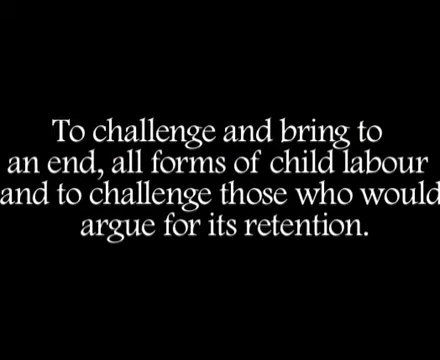 To challenge and bring to
an end, all forms of child labour
and to challenge those who would
argue for its retention.